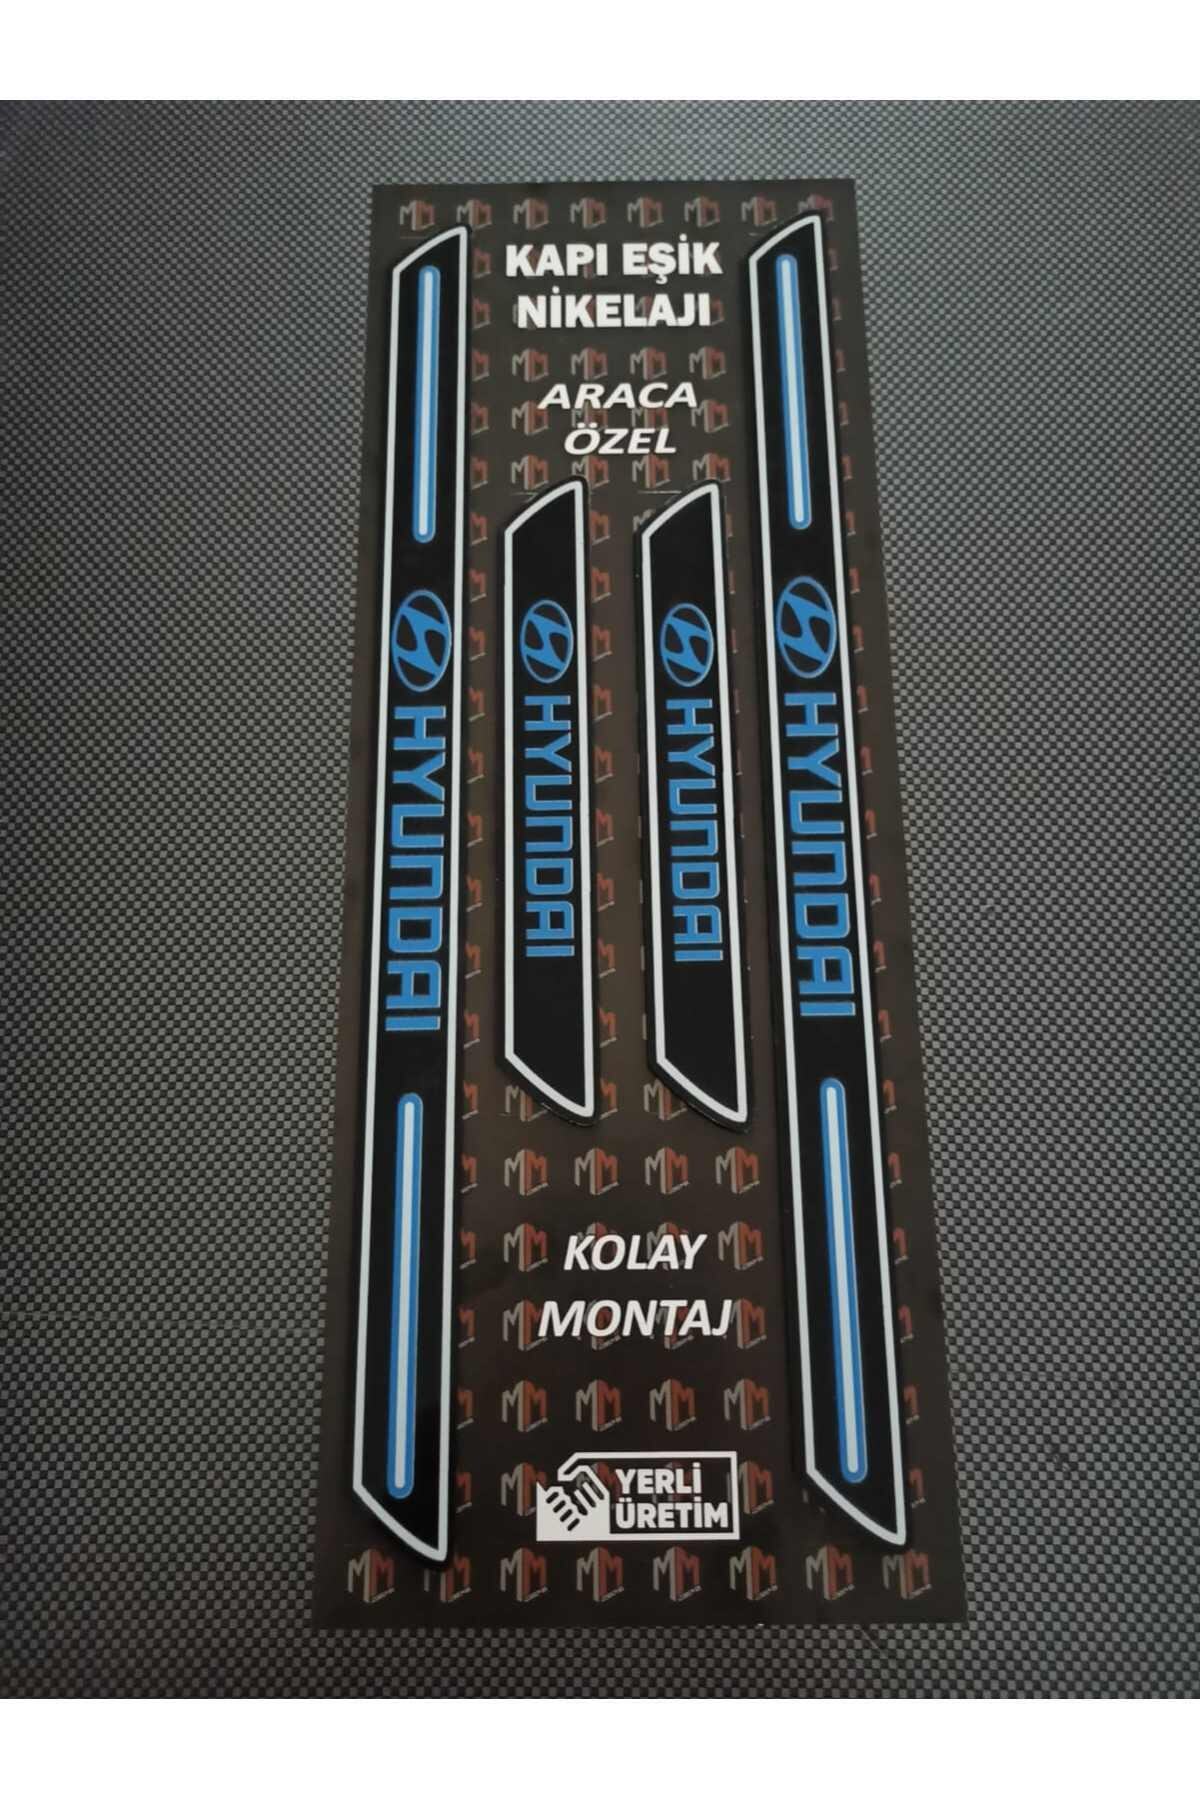 KAPI EŞİK
NİKELAJI
ARACA
ÖZEL
HYUNDAI
HYUNDAI
HYUNDAI
HYUNDAI
KOLAY
MONTAJ
YERLİ
ÜRETİM